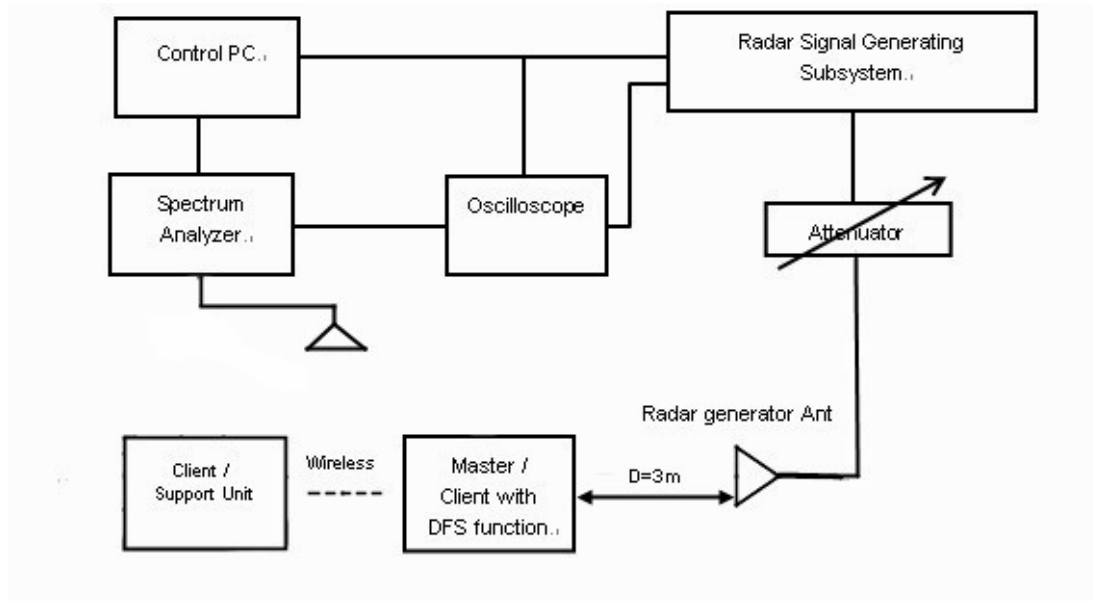 Control PC.
Radar Signal Generating
Subsystem.
Spectrum
Analyzer.
Oscilloscope
Attenuator
Radar generator Ant
Client /
Support Unit
Wireless
Master /
Client with
DFS function.
D=3m